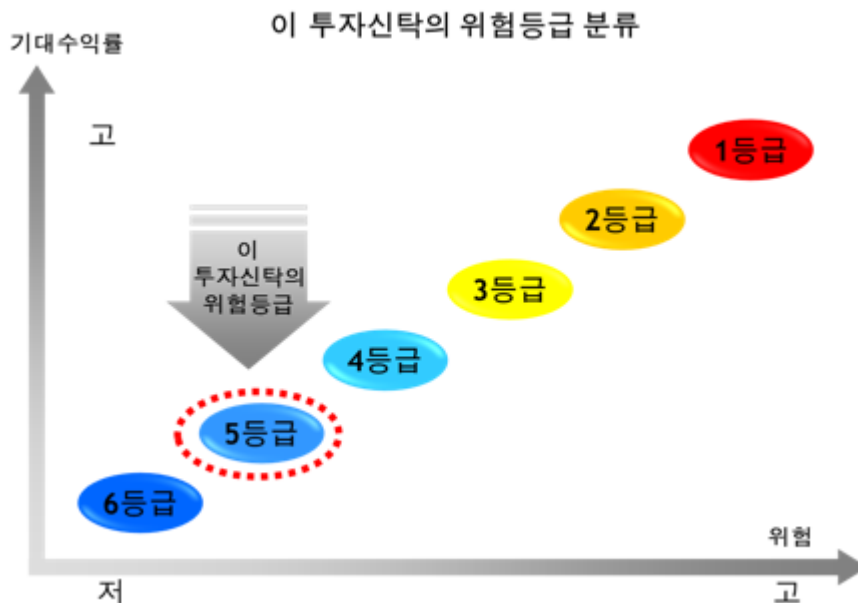 이 투자신탁의 위험등급 분류
기대수익률
고
1등급
2등급
이
투자신탁의
위험등급
3등급
4등급
5등급
6등급
위험
저
고